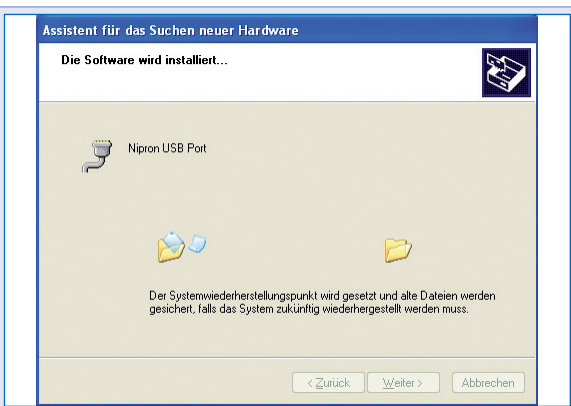 Assistent für das Suchen neuer Hardware
Die Software wird installiert...
Nipron USB Port
Der Systemwiederherstellungspunkt wird gesetzt und alte Dateien werden
gesichert, falls das System zukünftig wiederhergestellt werden muss.
< Zurück Weiter > Abbrechen